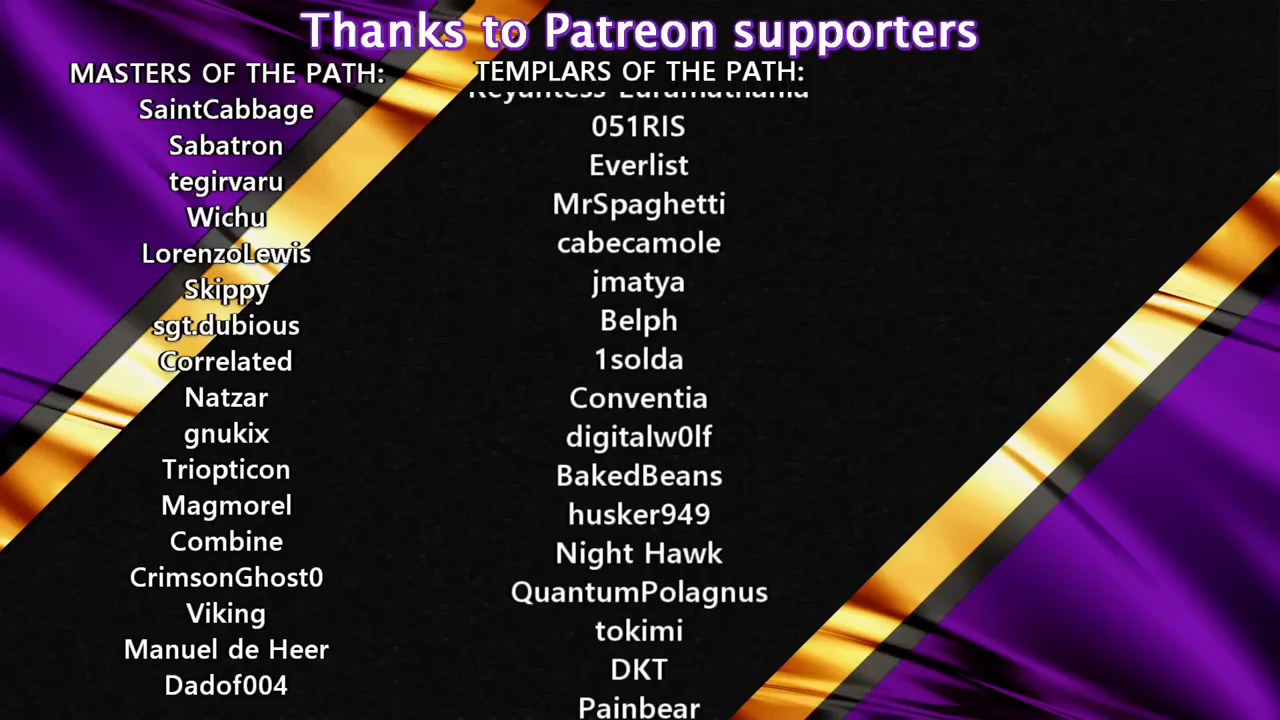 Thanks to Patreon supporters
MASTERS OF THE PATH:
SaintCabbage
Sabatron
tegirvaru
Wichu
LorenzoLewis
Skippy
sgt.dubious
Correlated
Natzar
gnukix
Triopticon
Magmorel
Combine
CrimsonGhost0
Viking
Manuel de Heer
Dadof004
TEMPLARS OF THE PATH:
051RIS
Everlist
MrSpaghetti
cabecamole
jmatya
Belph
1solda
Conventia
digitalw0lf
BakedBeans
husker949
Night Hawk
QuantumPolagnus
tokimi
DKT
Painbear